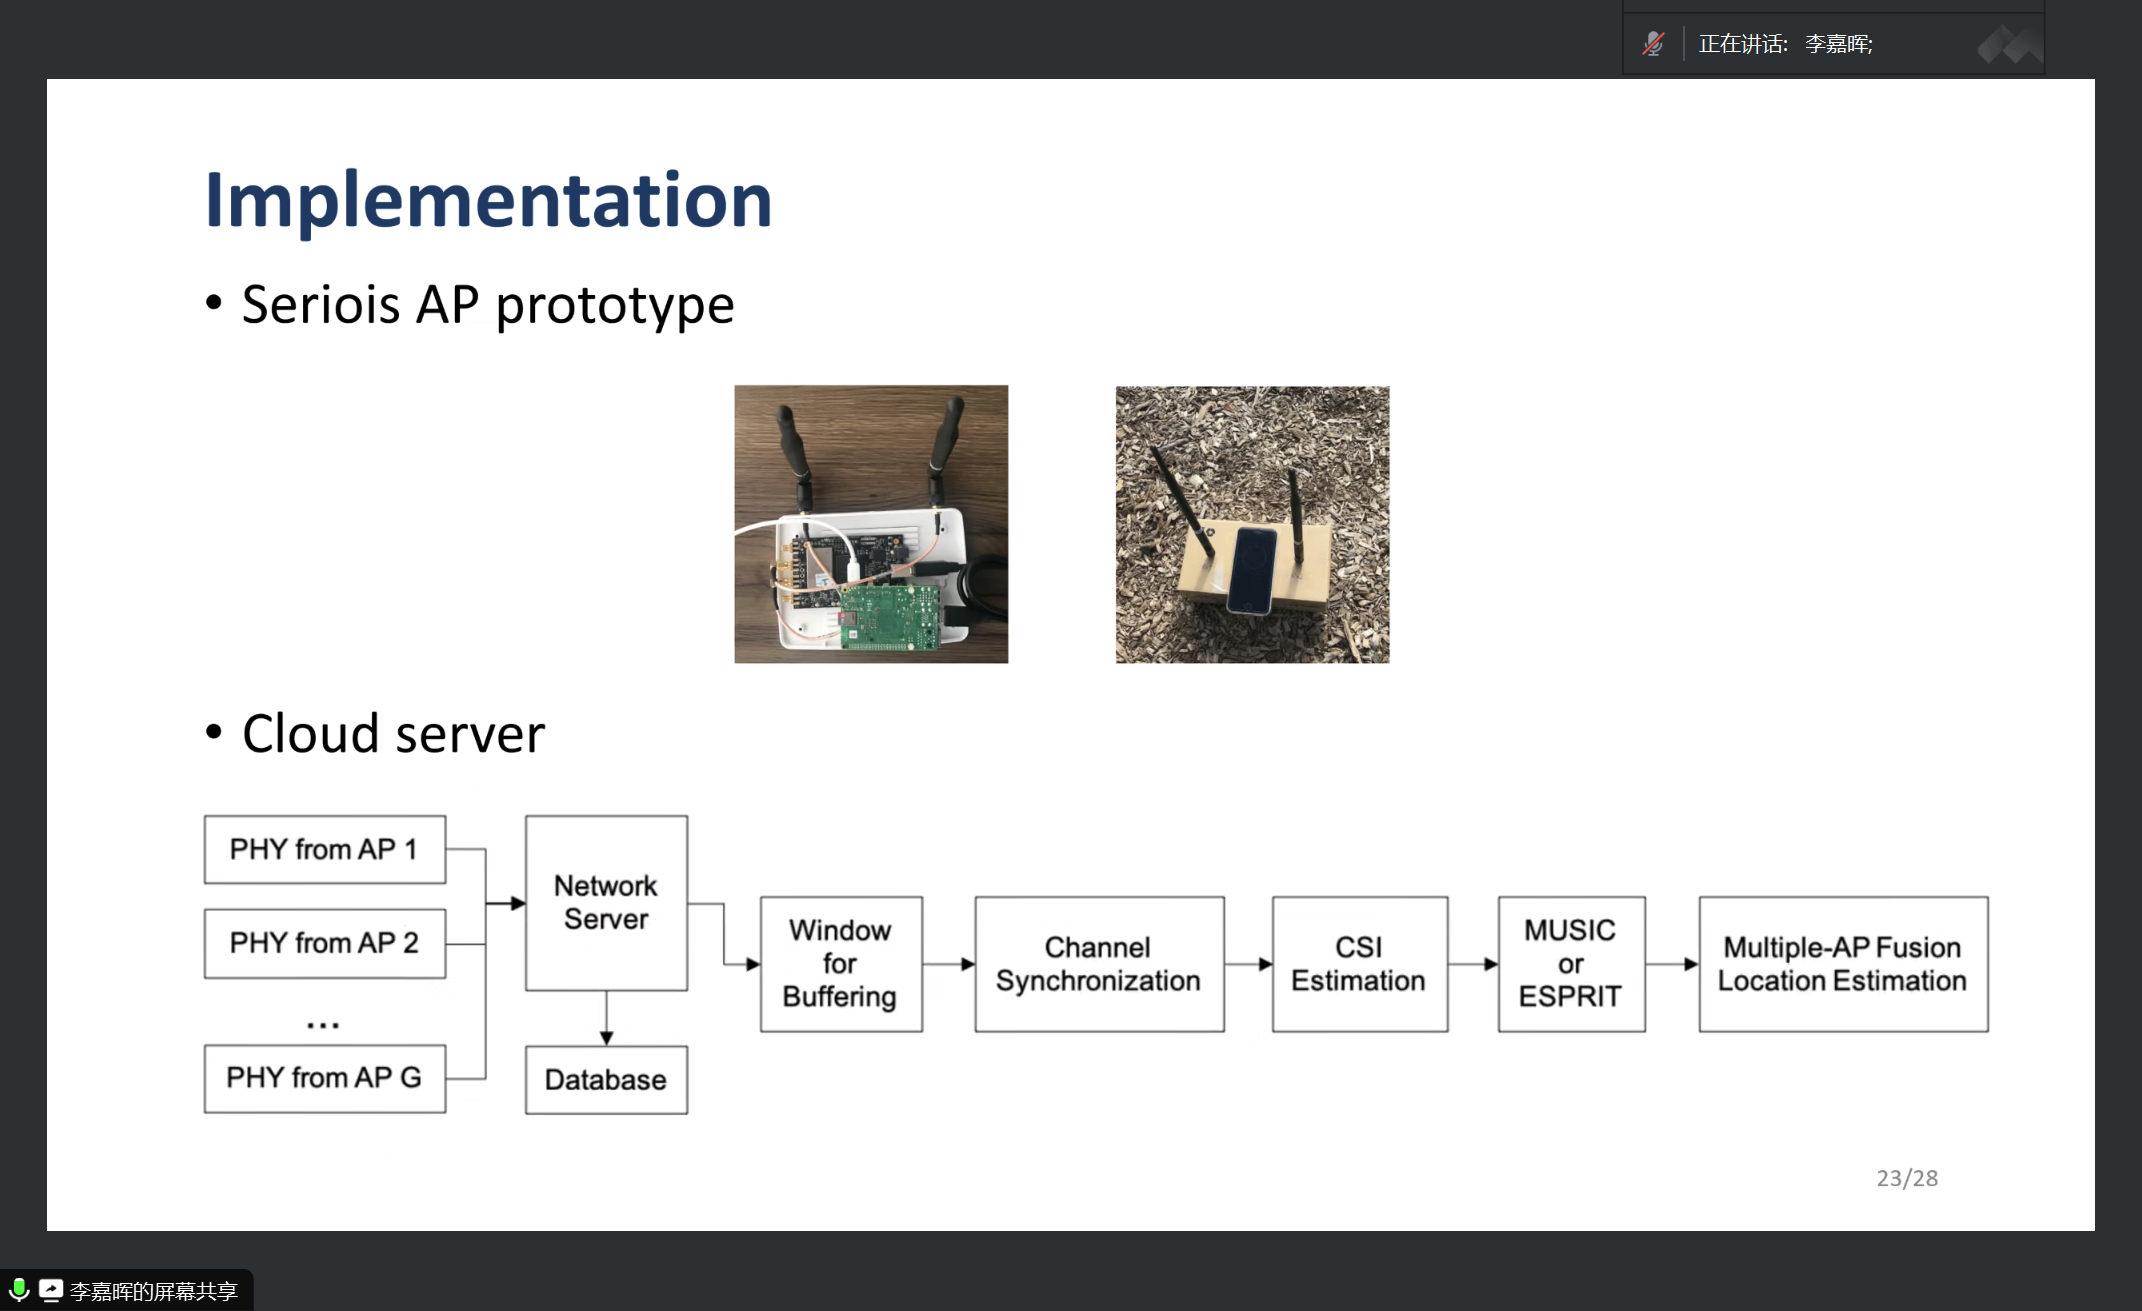 正在讲话: 李嘉晖;
Implementation
• Seriois AP prototype
• Cloud server
PHY from AP 1
PHY from AP 2
...
PHY from AP G
Network
Server
Database
Window
for
Buffering
Channel
Synchronization
CSI
Estimation
MUSIC
or
ESPRIT
Multiple-AP Fusion
Location Estimation
23/28
李嘉晖的屏幕共享